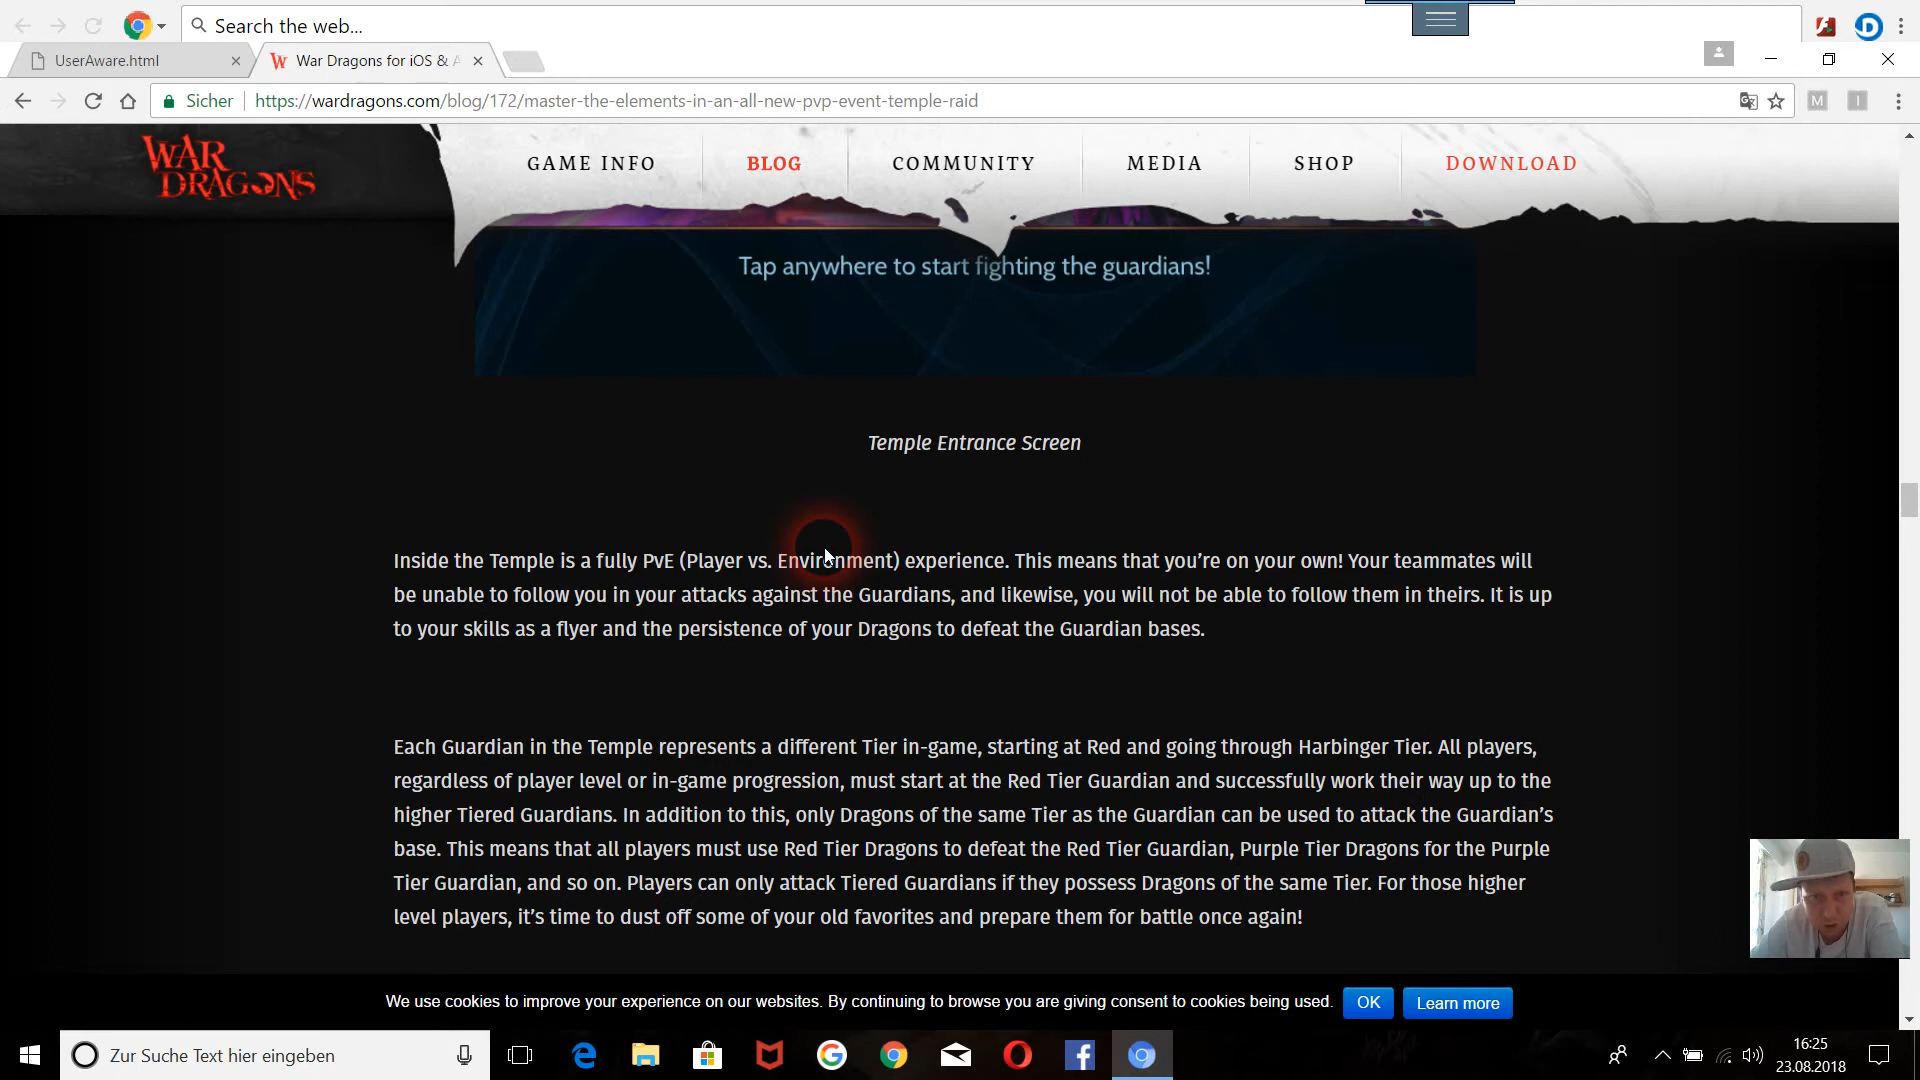 Search the web...
UserAware.html
War Dragons for iOS & A
Sicher
https://wardragons.com/blog/172/master-the-elements-in-an-all-new-pvp-event-temple-raid
M
I
WAR
DRAGONS
GAME INFO
BLOG
COMMUNITY
MEDIA
SHOP
DOWNLOAD
Tap anywhere to start fighting the guardians!
Temple Entrance Screen
Inside the Temple is a fully PvE (Player vs. Environment) experience. This means that you’re on your own! Your teammates will
be unable to follow you in your attacks against the Guardians, and likewise, you will not be able to follow them in theirs. It is up
to your skills as a flyer and the persistence of your Dragons to defeat the Guardian bases.
Each Guardian in the Temple represents a different Tier in-game, starting at Red and going through Harbinger Tier. All players,
regardless of player level or in-game progression, must start at the Red Tier Guardian and successfully work their way up to the
higher Tiered Guardians. In addition to this, only Dragons of the same Tier as the Guardian can be used to attack the Guardian’s
base. This means that all players must use Red Tier Dragons to defeat the Red Tier Guardian, Purple Tier Dragons for the Purple
Tier Guardian, and so on. Players can only attack Tiered Guardians if they possess Dragons of the same Tier. For those higher
level players, it’s time to dust off some of your old favorites and prepare them for battle once again!
We use cookies to improve your experience on our websites. By continuing to browse you are giving consent to cookies being used.
OK
Learn more
Zur Suche Text hier eingeben
16:25
23.08.2018